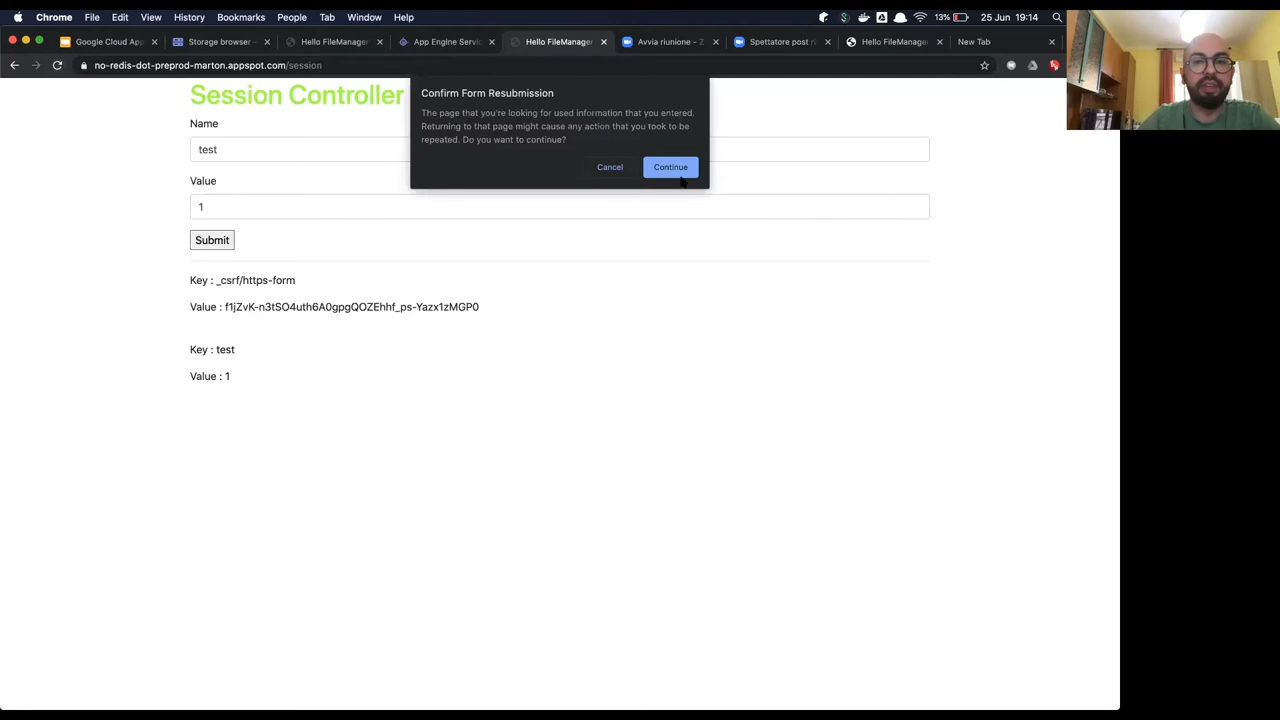 Chrome File Edit View History Bookmarks People Tab Window Help 13% 25 Jun 19:14
Google Cloud App Storage browser - Hello FileManager App Engine Servic Hello FileManager Avvia riunione - Z Spettatore post ri Hello FileManager New Tab
no-redis-dot-preprod-marton.appspot.com/session
Session Controller
Confirm Form Resubmission
The page that you're looking for used information that you entered.
Returning to that page might cause any action that you took to be
repeated. Do you want to continue?
Cancel Continue
Name
test
Value
1
Submit
Key : _csrf/https-form
Value : f1jZvK-n3tSO4uth6A0gpgQOZEhhf_ps-Yazx1zMGP0
Key : test
Value : 1